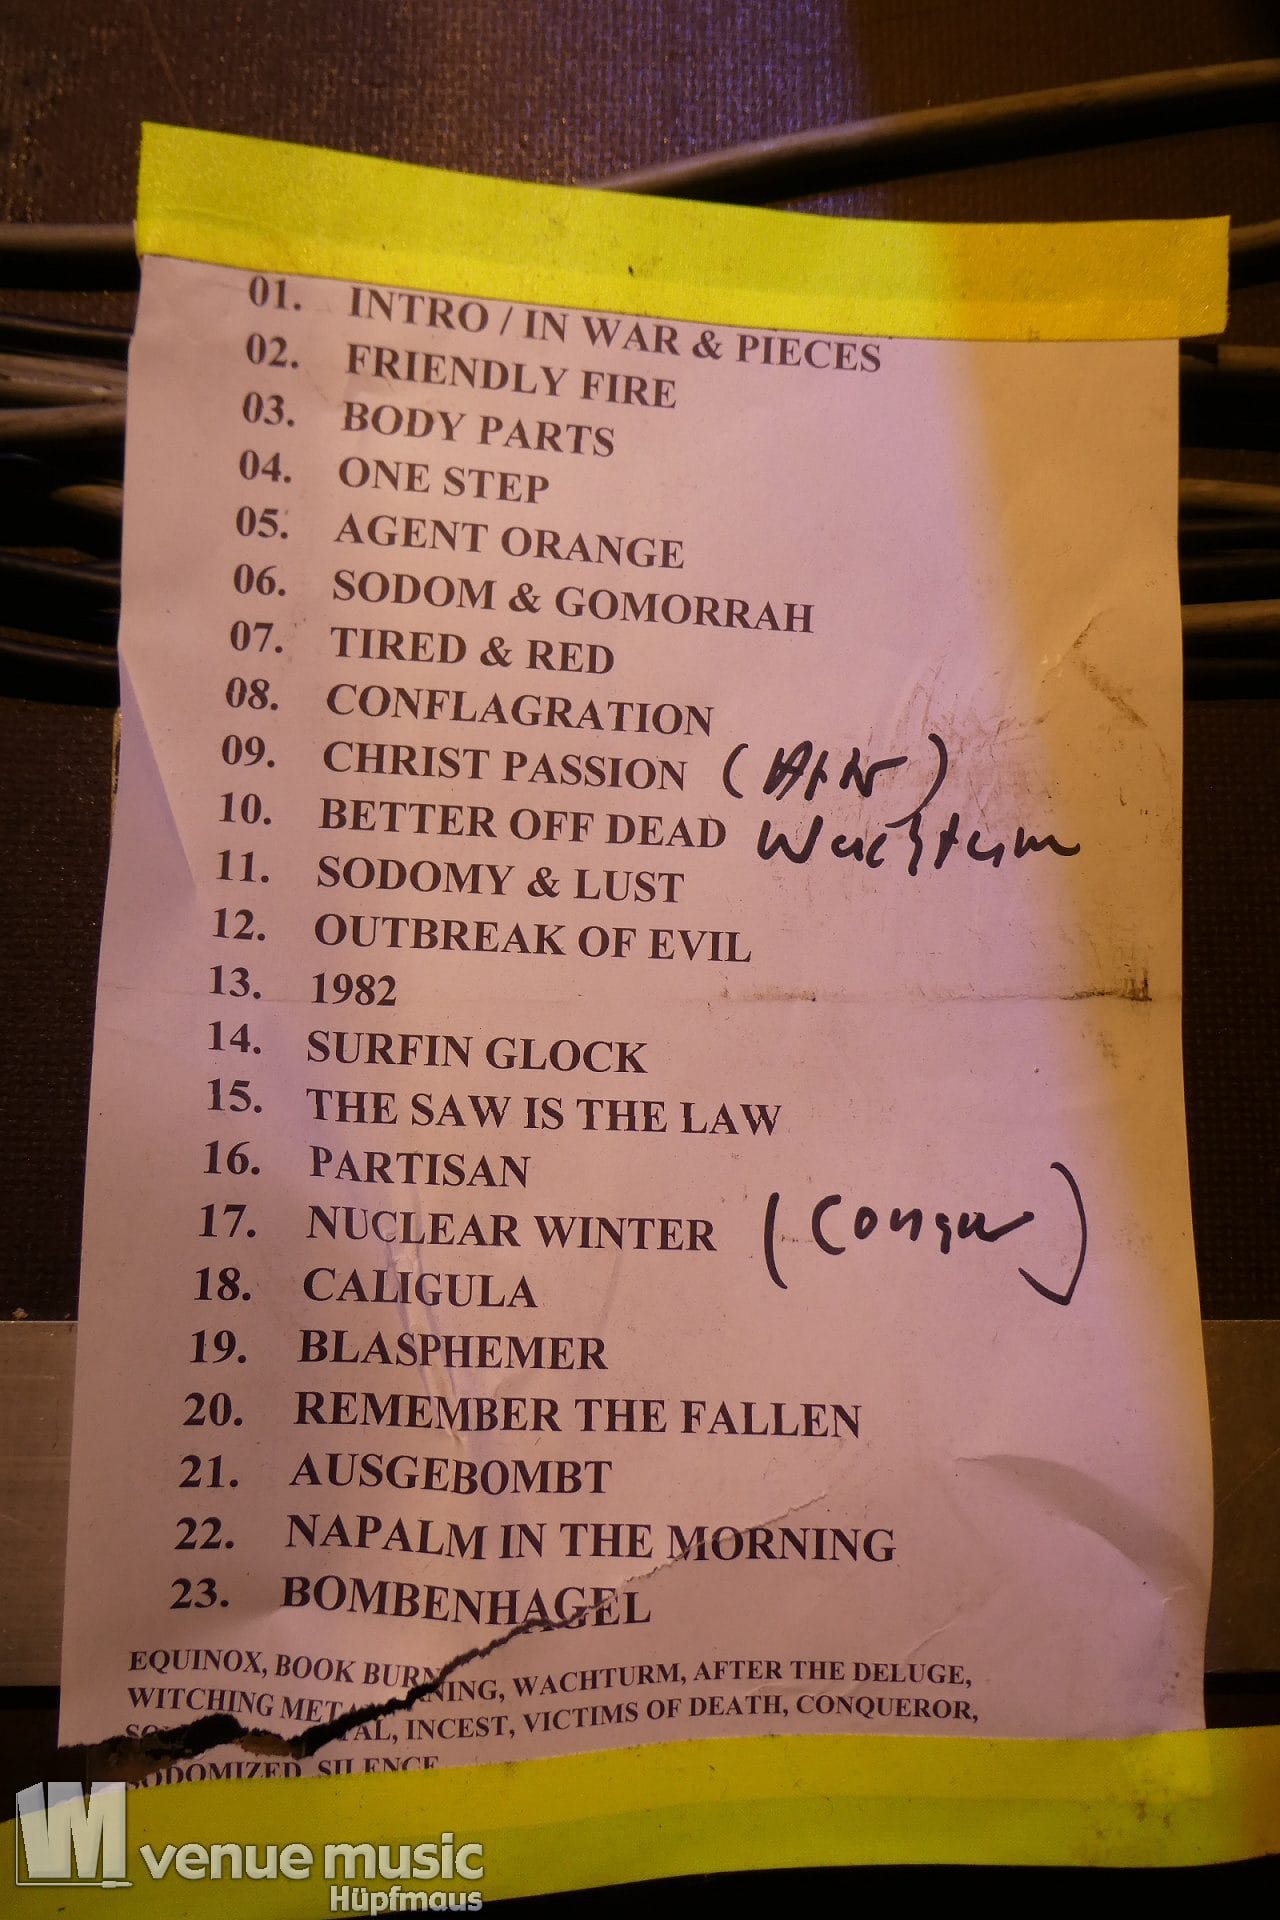 01. INTRO / IN WAR & PIECES
02. FRIENDLY FIRE
03. BODY PARTS
04. ONE STEP
05. AGENT ORANGE
06. SODOM & GOMORRAH
07. TIRED & RED
08. CONFLAGRATION
09. CHRIST PASSION
10. BETTER OFF DEAD Wachturm
11. SODOMY & LUST
12. OUTBREAK OF EVIL
13. 1982
14. SURFIN GLOCK
15. THE SAW IS THE LAW
16. PARTISAN
17. NUCLEAR WINTER (Conqu)
18. CALIGULA
19. BLASPHEMER
20. REMEMBER THE FALLEN
21. AUSGEBOMBT
22. NAPALM IN THE MORNING
23. BOMBENHAGEL
EQUINOX, BOOK BURNING, WACHTURM, AFTER THE DELUGE,
WITCHING METAL, INCEST, VICTIMS OF DEATH, CONQUEROR,
SODOMIZED, SILENCE
venue music
Hüpfmaus